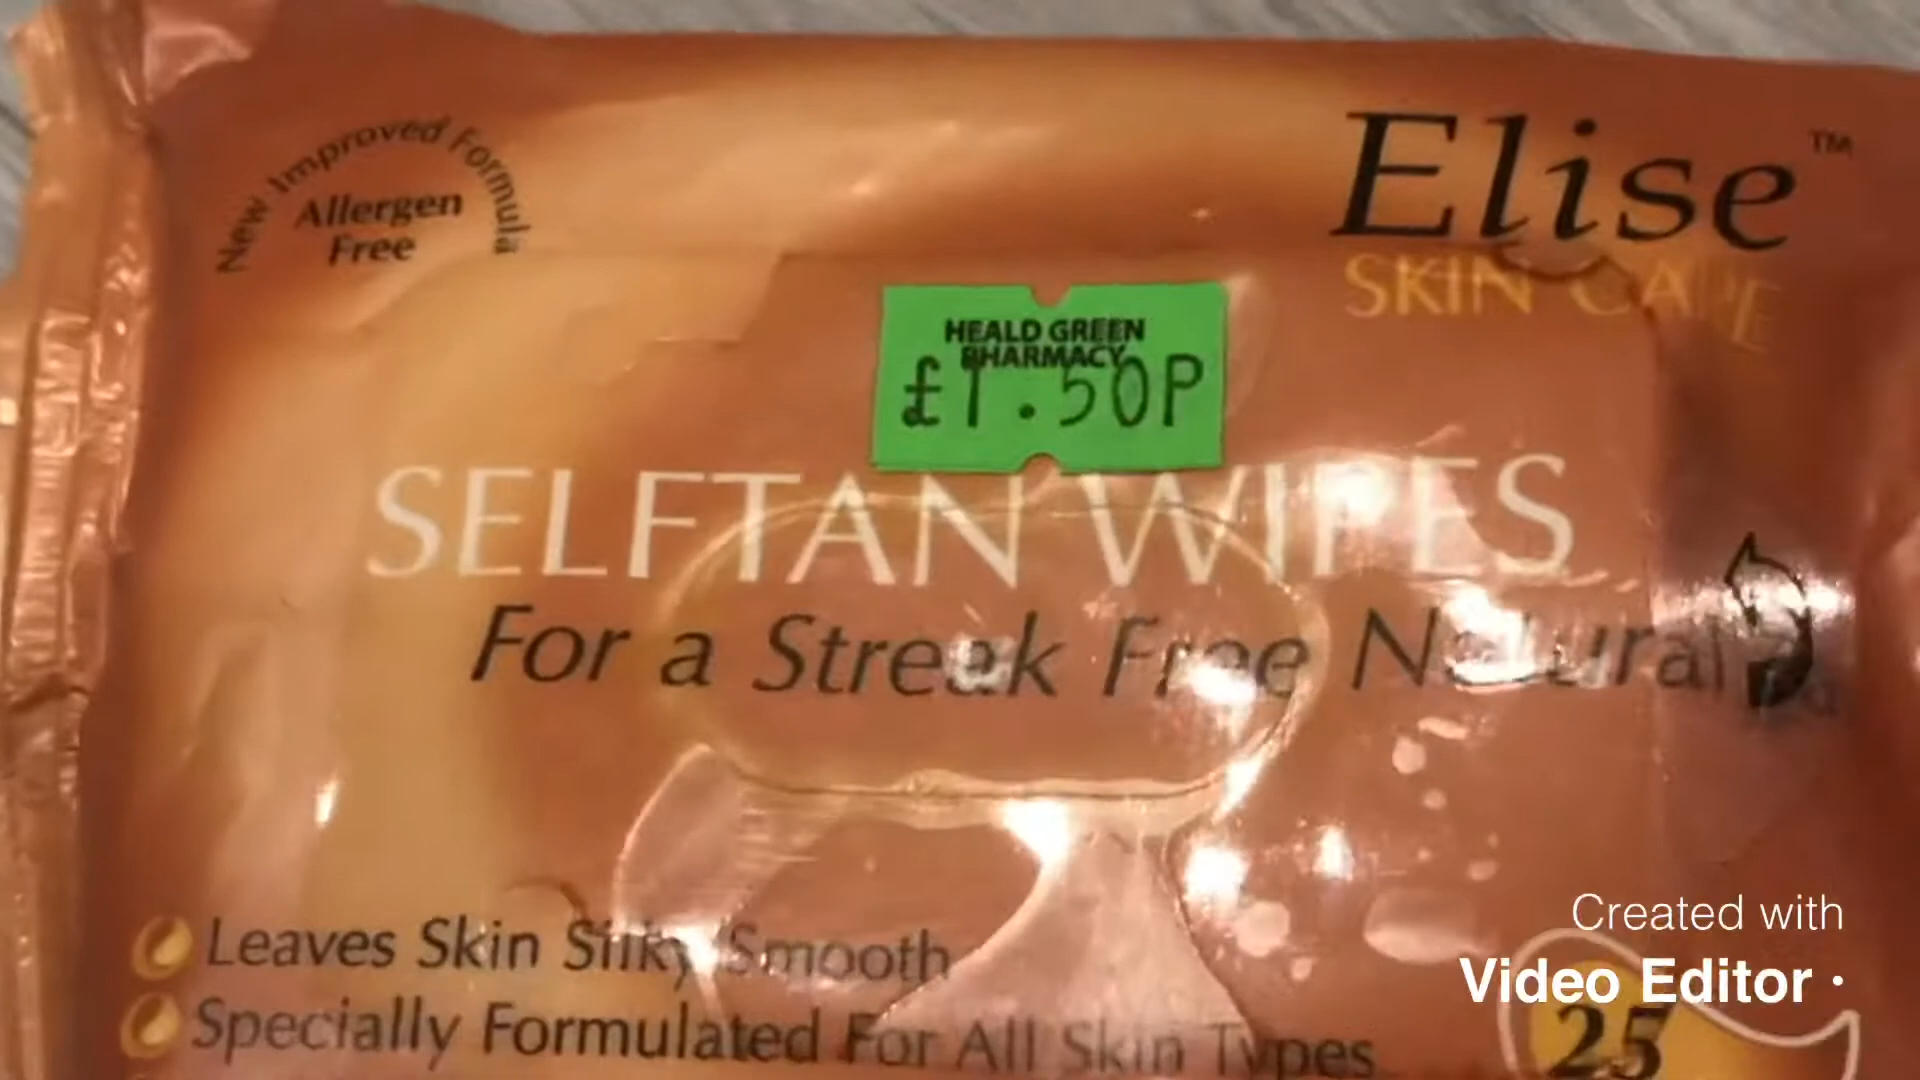 New Improved Formula
Allergen
Free
Elise™
SKIN CARE
HEALD GREEN
PHARMACY
£1.50P
SELFTAN WIPES
For a Streak Free Natural
Leaves Skin Silky Smooth
Specially Formulated For All Skin Types
25
Created with
Video Editor ·